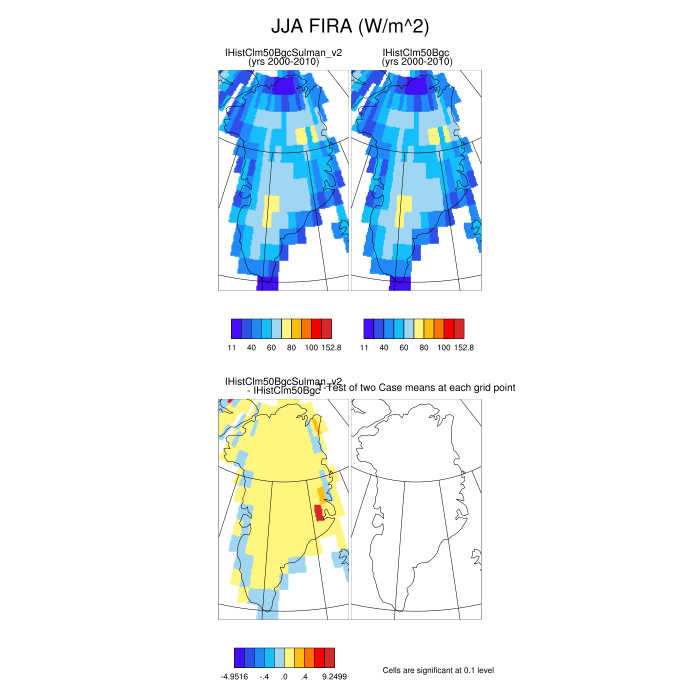 JJA FIRA (W/m^2)
IHistClm50BgcSulman_v2
(yrs 2000-2010)
IHistClm50Bgc
(yrs 2000-2010)
11 40 60 80 100 152.8
11 40 60 80 100 152.8
IHistClm50BgcSulman_v2
- IHistClm50Bgc
T-Test of two Case means at each grid point
-4.9516 -.4 .0 .4 9.2499
Cells are significant at 0.1 level